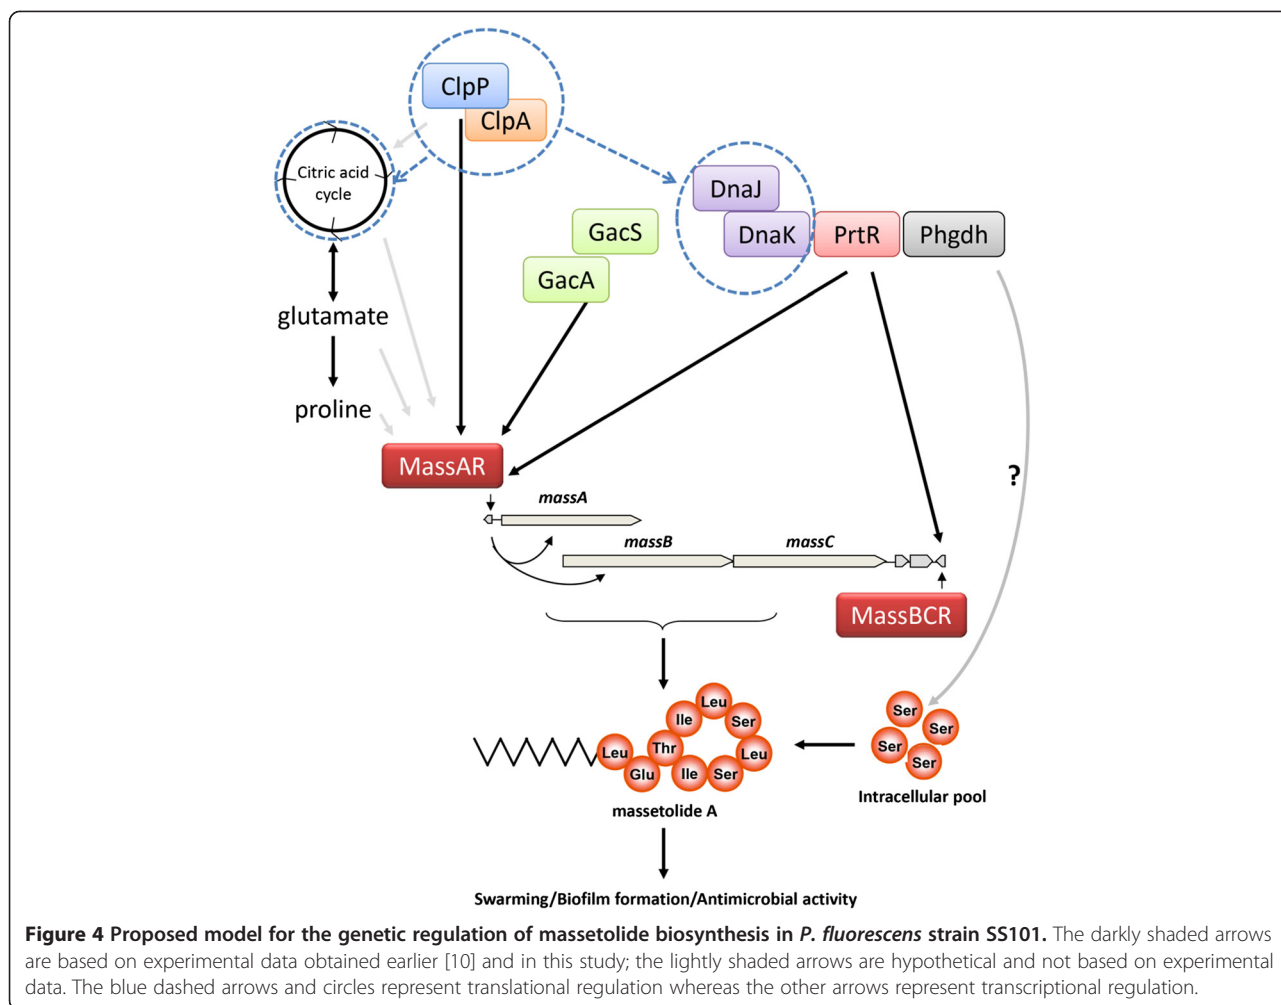 ClpP
ClpA
Citric acid
cycle
DnaJ
DnaK
PrtR
Phgdh
GacS
GacA
glutamate
proline
MassAR
?
massA
massB
massC
MassBCR
Leu
Ile
Ser
Thr
Leu
Leu
Glu
Ile
Ser
Ser
Ser
Ser
Ser
Intracellular pool
massetolide A
Swarming/Biofilm formation/Antimicrobial activity
Figure 4 Proposed model for the genetic regulation of massetolide biosynthesis in P. fluorescens strain SS101. The darkly shaded arrows
are based on experimental data obtained earlier [10] and in this study; the lightly shaded arrows are hypothetical and not based on experimental
data. The blue dashed arrows and circles represent translational regulation whereas the other arrows represent transcriptional regulation.